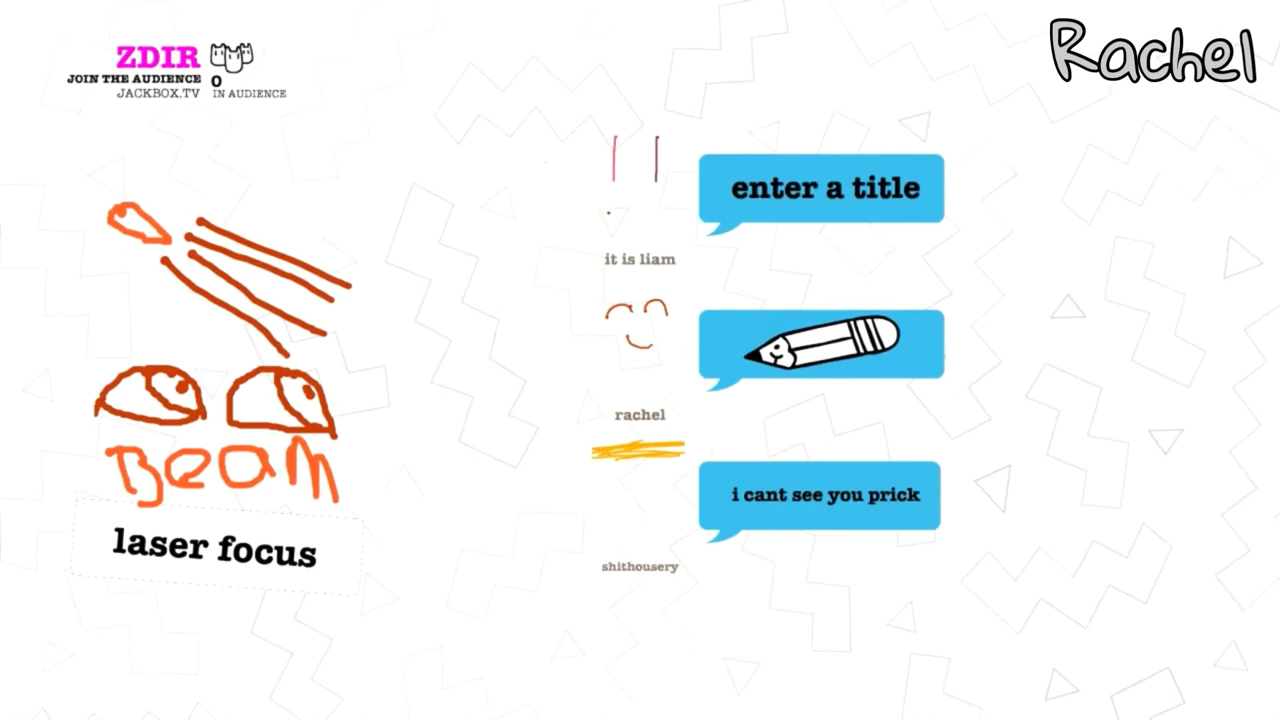 ZDIR
JOIN THE AUDIENCE
JACKBOX.TV
0
IN AUDIENCE
Rachel
enter a title
it is liam
rachel
i cant see you prick
shithousery
BeaM
laser focus